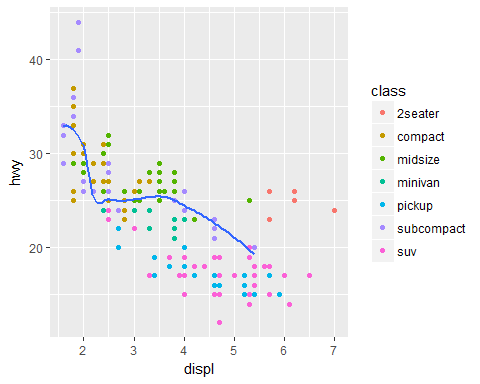 40
30
20
hwy
2
3
4
5
6
7
displ
class
2seater
compact
midsize
minivan
pickup
subcompact
suv